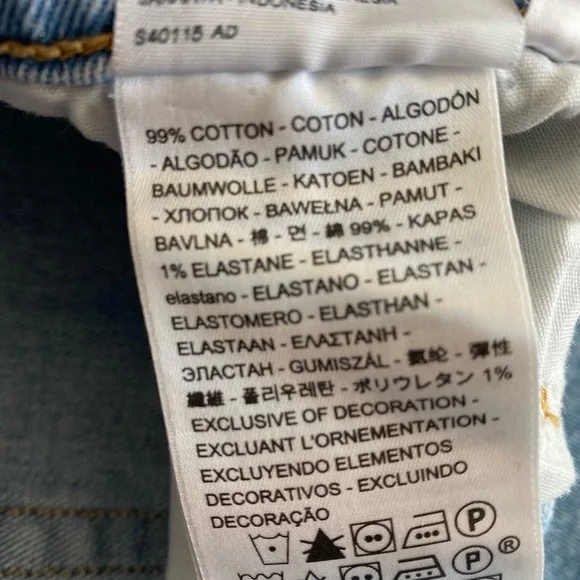 INDONESIA
S40115 AD
99% COTTON - COTON - ALGODÓN
- ALGODÃO - PAMUK - COTONE -
BAUMWOLLE - KATOEN - BAMBAKI
- ХЛОПОК - BAWEŁNA - PAMUT -
BAVLNA - 棉 - 면 - 綿 99% - KAPAS
1% ELASTANE - ELASTHANNE -
elastano - ELASTANO - ELASTAN -
ELASTOMERO - ELASTHAN -
ELASTAAN - ΕΛΑΣΤΑΝΗ -
ЭЛАСТАН - GUMISZÁL - 氨纶 - 彈性
纖維 - 폴리우레탄 - ポリウレタン 1%
EXCLUSIVE OF DECORATION -
EXCLUANT L'ORNEMENTATION -
EXCLUYENDO ELEMENTOS
DECORATIVOS - EXCLUINDO
DECORAÇÃO
P
P ®